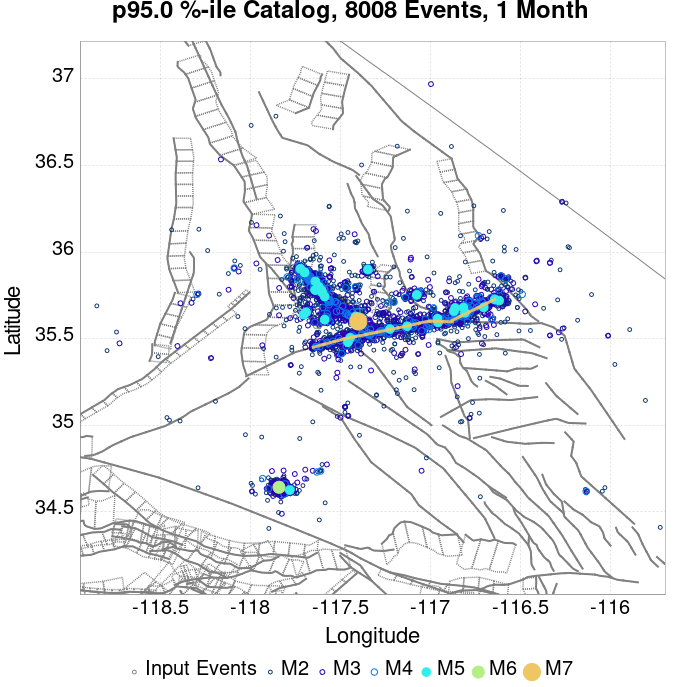 p95.0 %-ile Catalog, 8008 Events, 1 Month
37
36.5
36
35.5
35
34.5
Latitude
-118.5 -118 -117.5 -117 -116.5 -116
Longitude
Input Events M2 M3 M4 M5 M6 M7